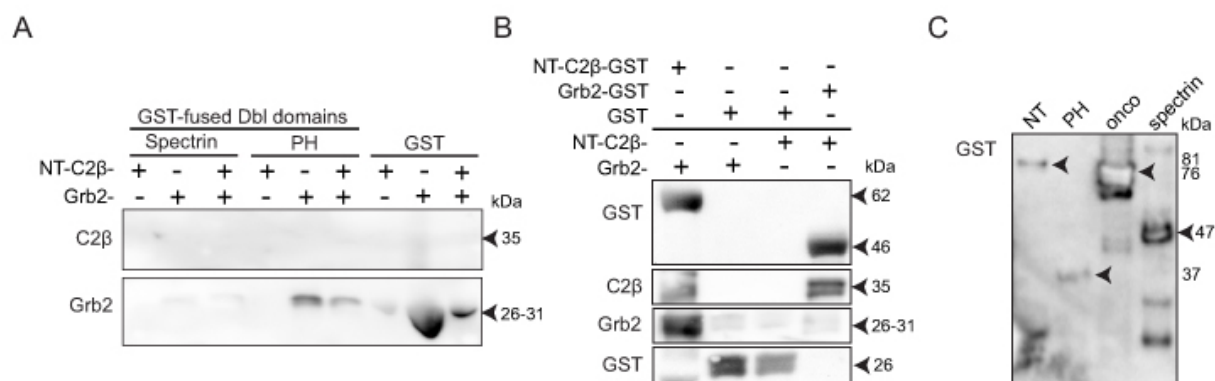 A
GST-fused Dbl domains
Spectrin PH GST
NT-C2β- + - + + - + + - +
Grb2- - + + - + + - + + kDa
C2β 35
Grb2 26-31
B
NT-C2β-GST + - - -
Grb2-GST - - - +
GST - + + -
NT-C2β- - - + +
Grb2- + + - - kDa
GST 62
46
C2β 35
Grb2 26-31
GST 26
C
NT PH onco spectrin kDa
GST
81
76
47
37